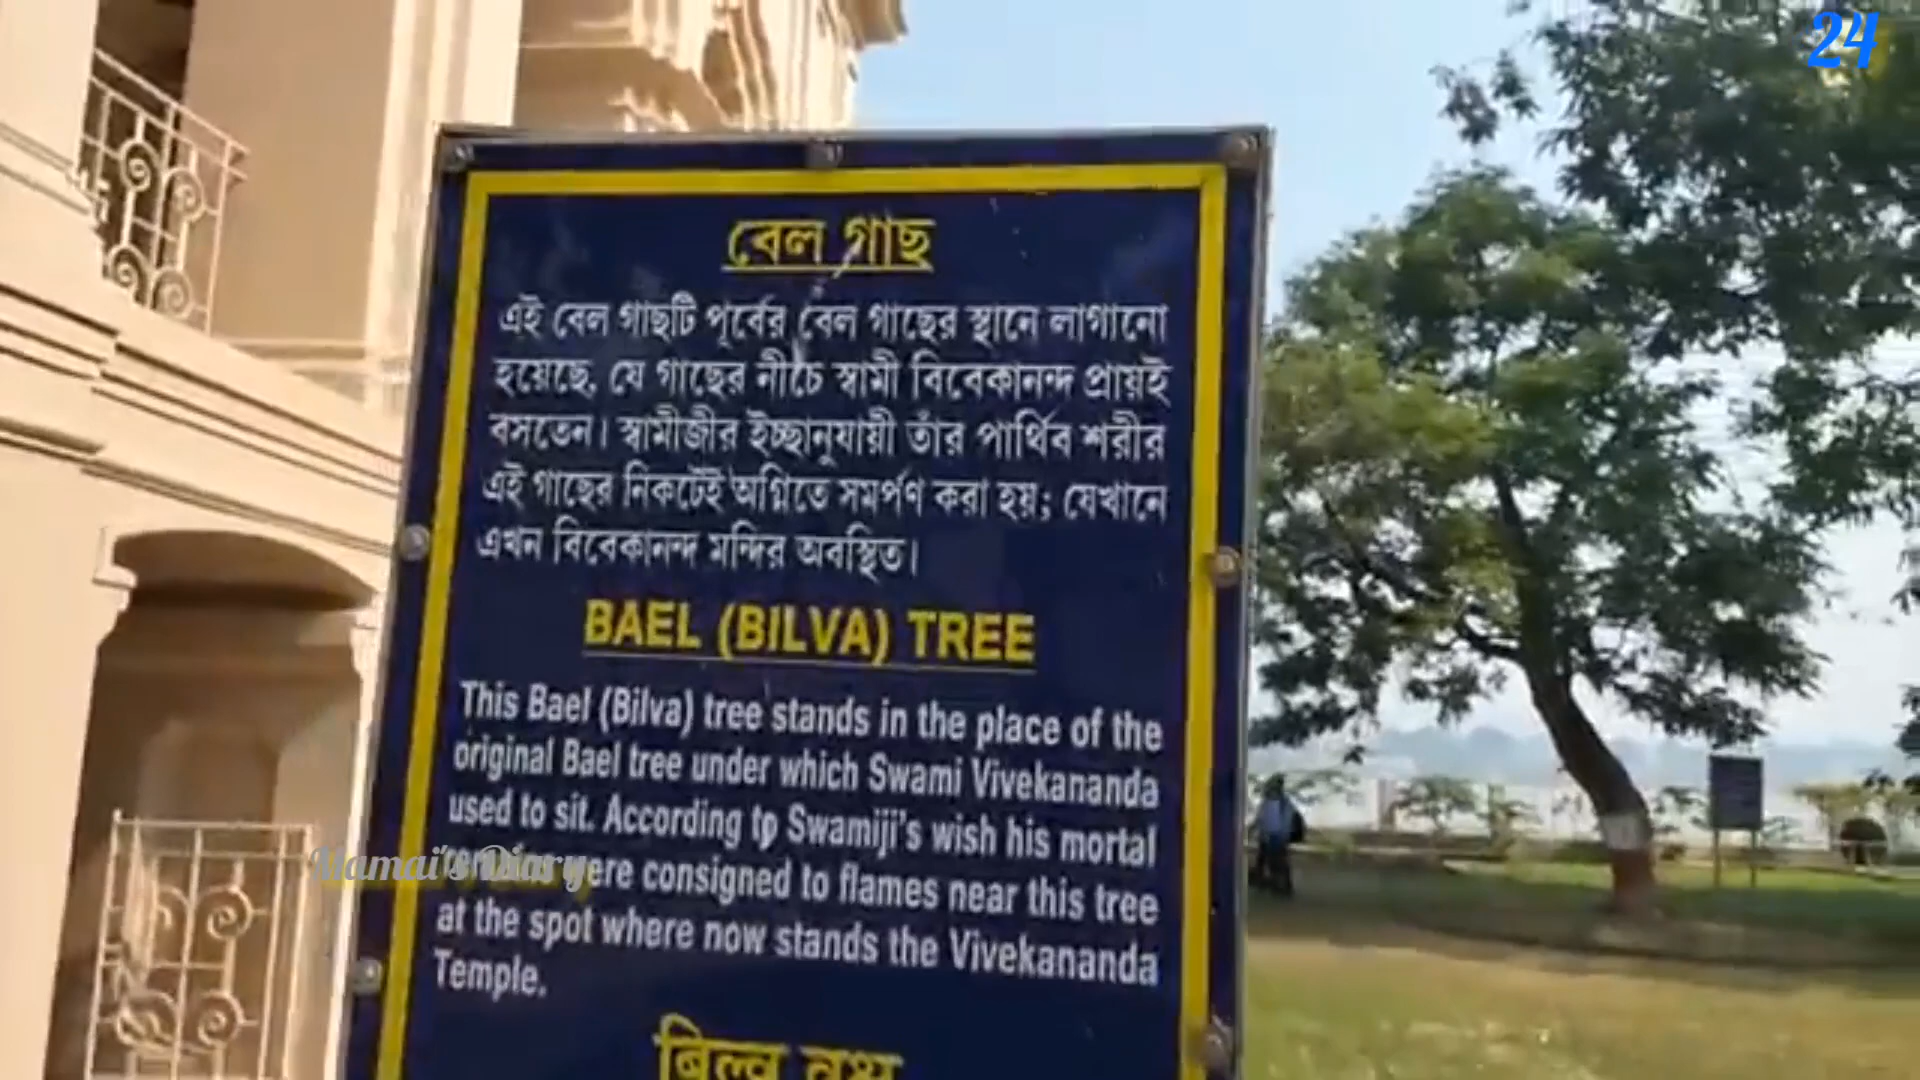 24
বেল গাছ
এই বেল গাছটি পূর্বের বেল গাছের স্থানে লাগানো
হয়েছে, যে গাছের নীচে স্বামী বিবেকানন্দ প্রায়ই
বসতেন। স্বামীজীর ইচ্ছানুযায়ী তাঁর পার্থিব শরীর
এই গাছের নিকটেই অগ্নিতে সমর্পণ করা হয়; যেখানে
এখন বিবেকানন্দ মন্দির অবস্থিত।
BAEL (BILVA) TREE
This Bael (Bilva) tree stands in the place of the
original Bael tree under which Swami Vivekananda
used to sit. According to Swamiji's wish his mortal
were consigned to flames near this tree
at the spot where now stands the Vivekananda
Temple.
Mamai's Diary
बिल्व वृक्ष